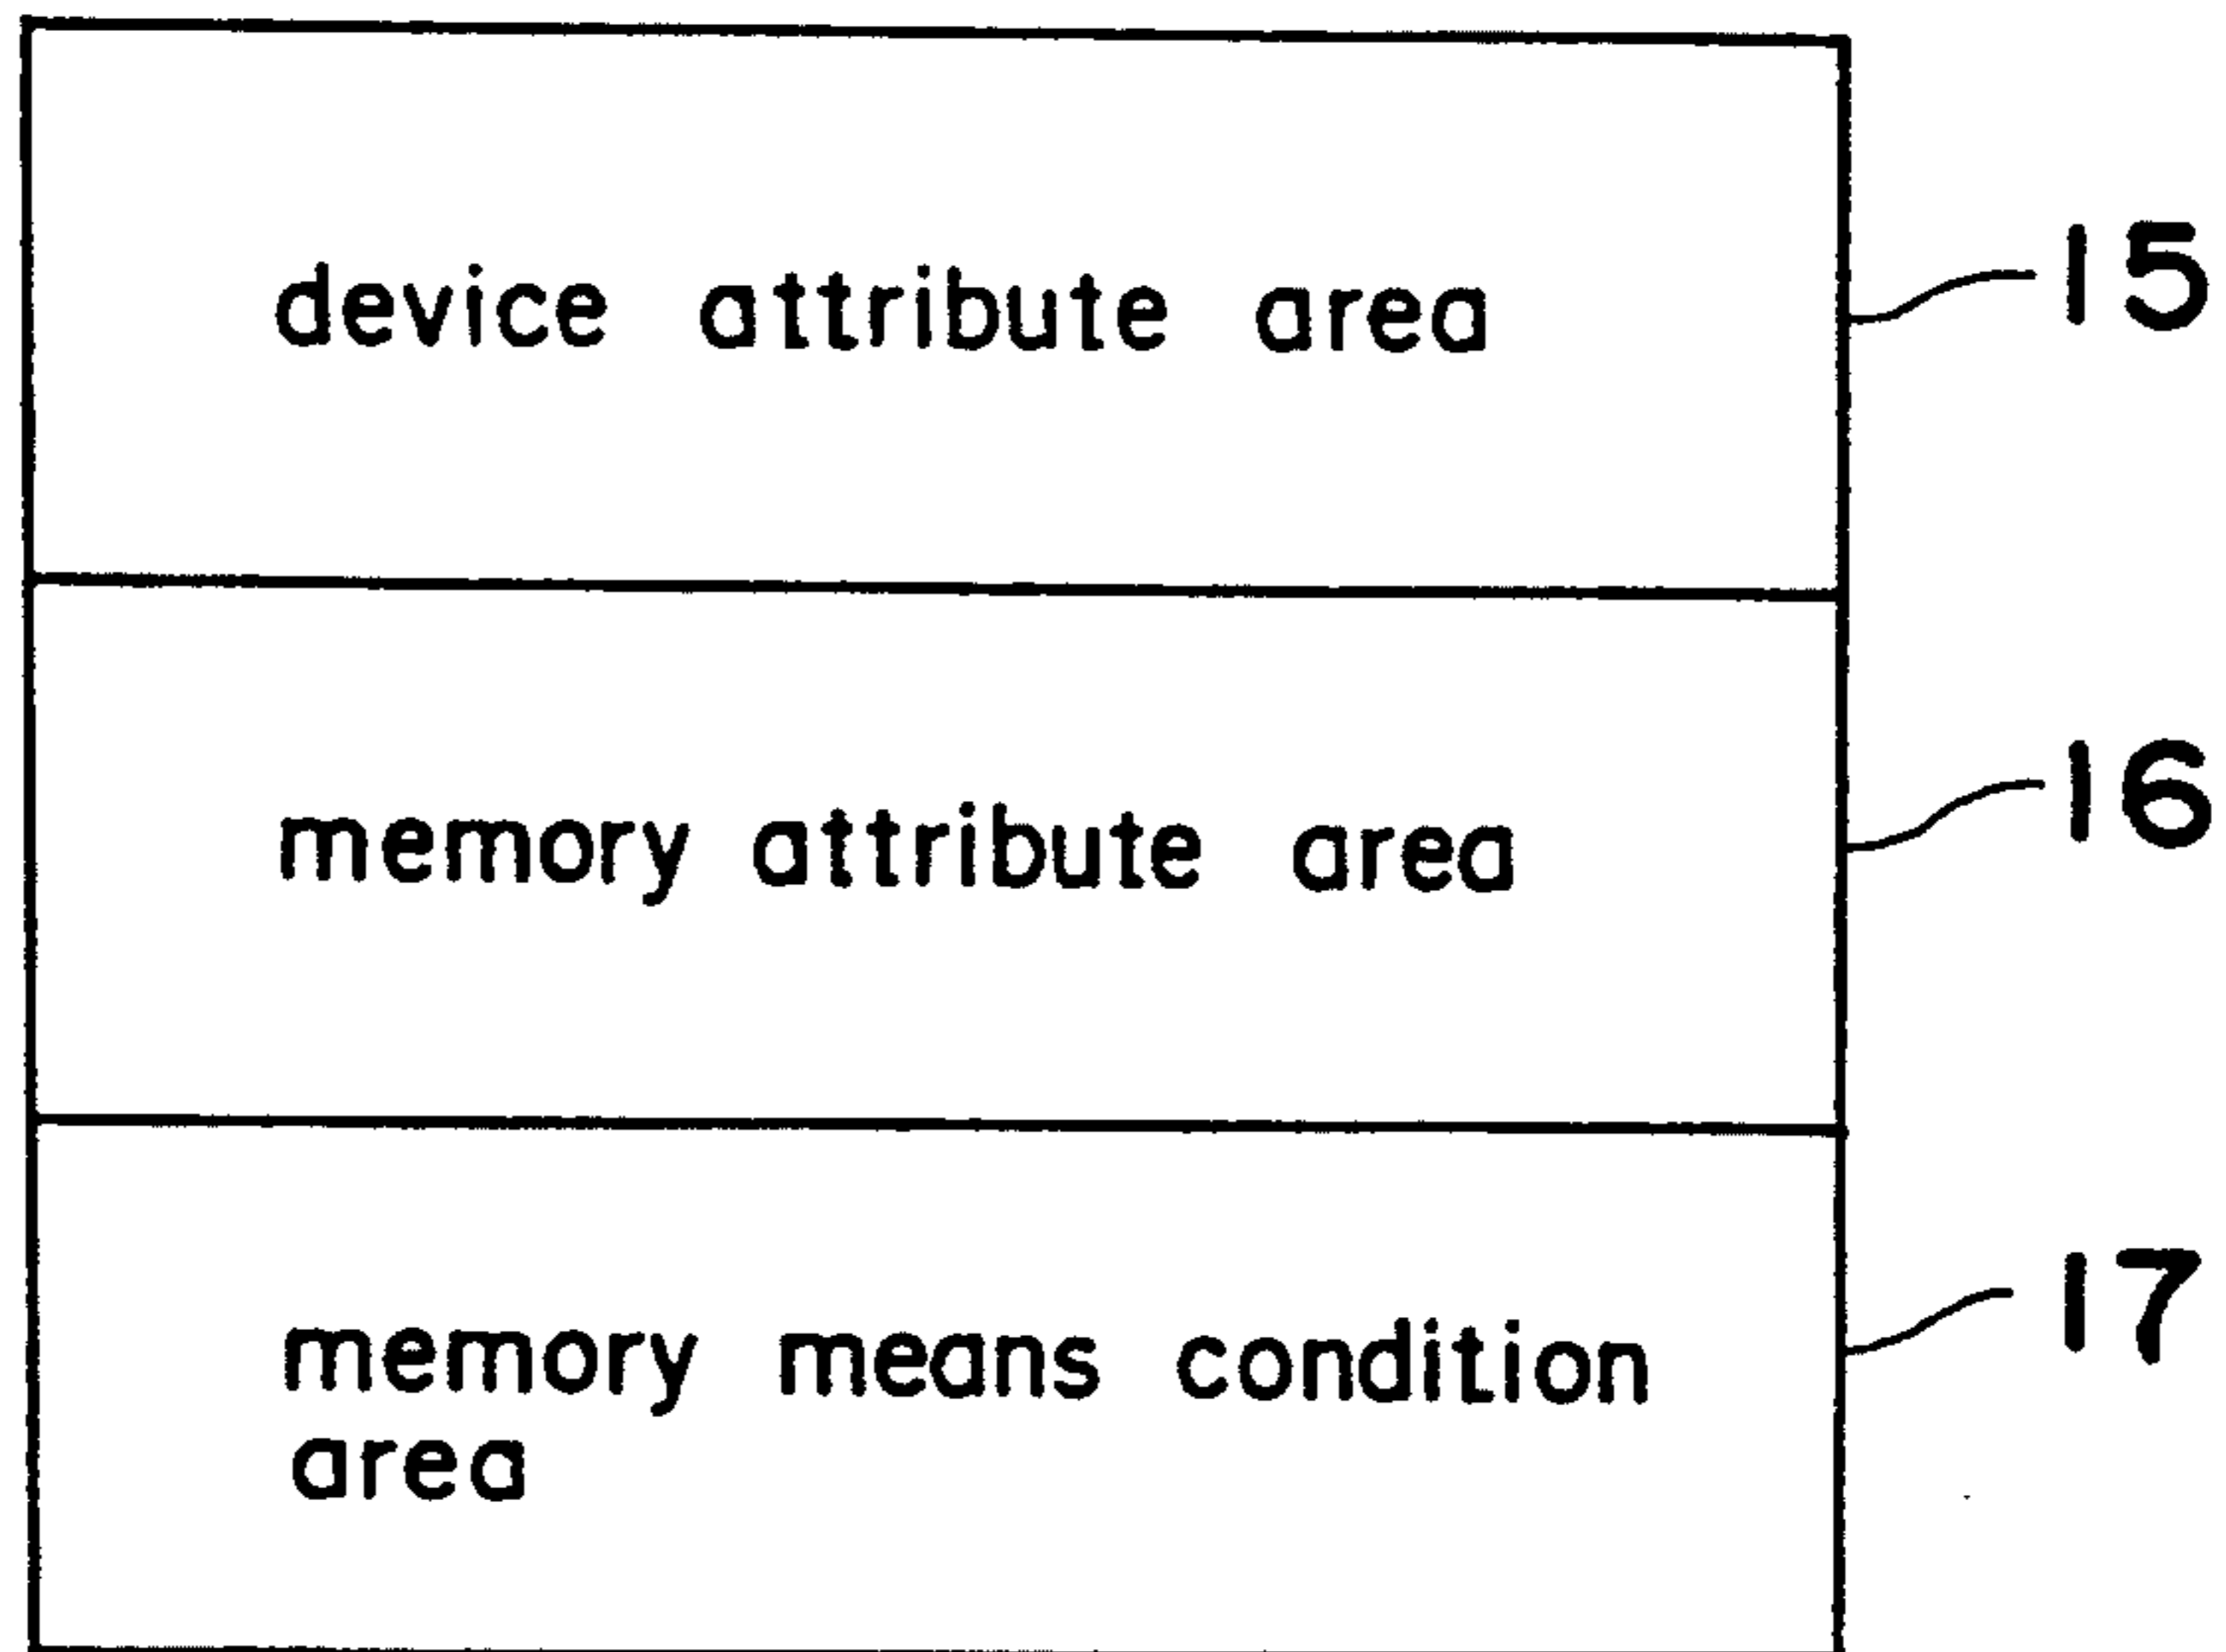 device attribute area
15
memory attribute area
16
memory means condition
area
17